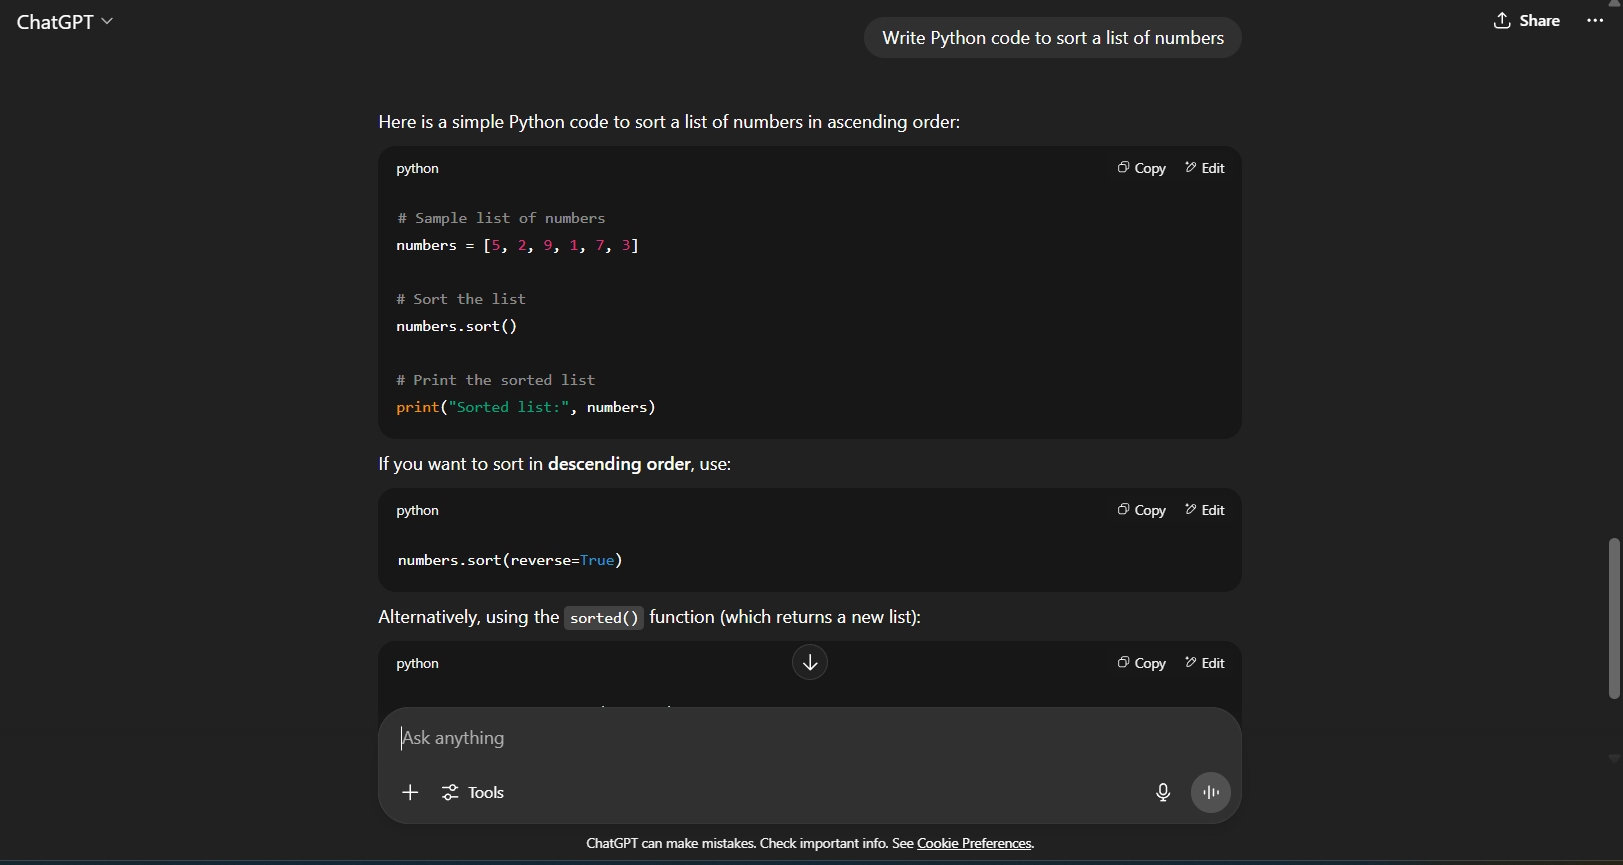 ChatGPT
Share
Write Python code to sort a list of numbers
Here is a simple Python code to sort a list of numbers in ascending order:
python
Copy
Edit
# Sample list of numbers
numbers = [5, 2, 9, 1, 7, 3]
# Sort the list
numbers.sort()
# Print the sorted list
print("Sorted list:", numbers)
If you want to sort in descending order, use:
python
Copy
Edit
numbers.sort(reverse=True)
Alternatively, using the sorted() function (which returns a new list):
python
Copy
Edit
Ask anything
Tools
ChatGPT can make mistakes. Check important info. See Cookie Preferences.